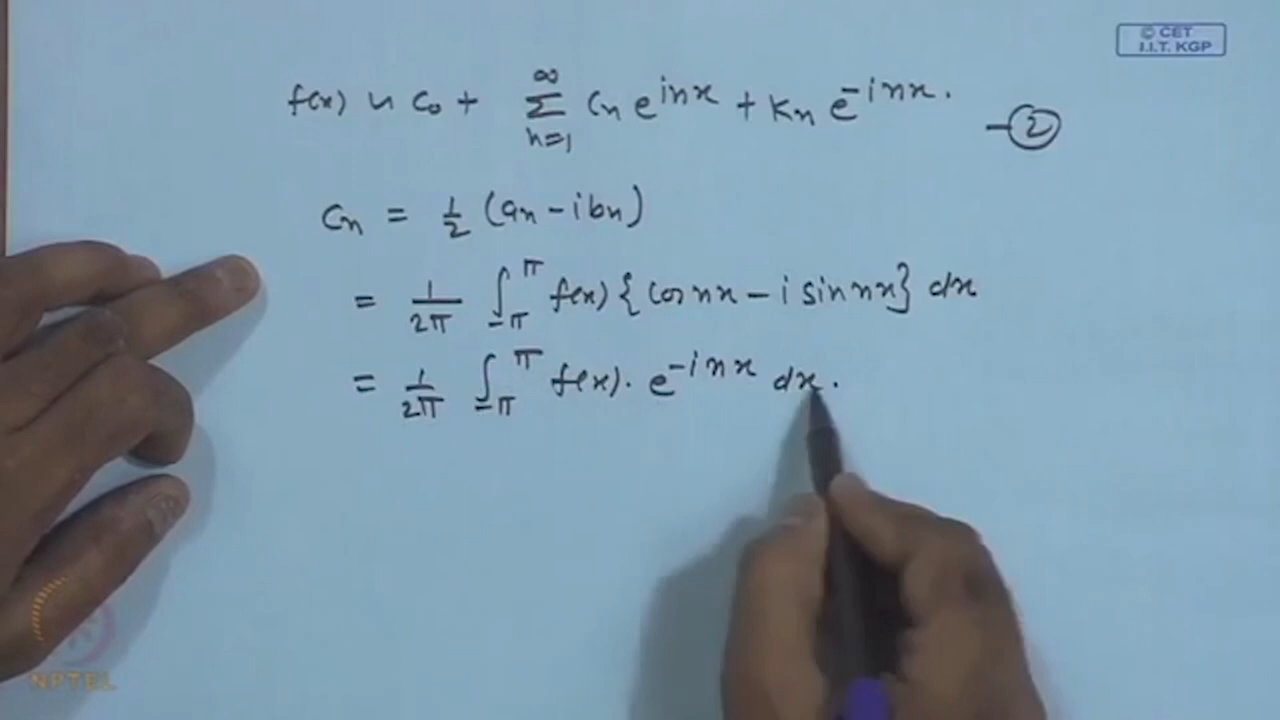 © CET
I.I.T. KGP
f(x) ~ c₀ + ∞∑n=1 cₙ e^{inx} + kₙ e^{-inx}. —②
cₙ = 1/2 (aₙ - ibₙ)
= 1/2π ∫_{-π}^{π} f(x) {cos nx - i sin nx} dx
= 1/2π ∫_{-π}^{π} f(x). e^{-inx} dx.
NPTEL